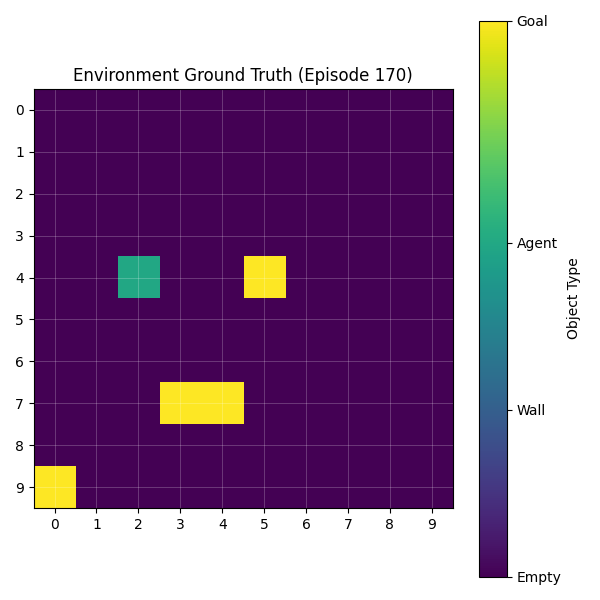 Environment Ground Truth (Episode 170)
0
1
2
3
4
5
6
7
8
9
0 1 2 3 4 5 6 7 8 9
Goal
Agent
Wall
Empty
Object Type